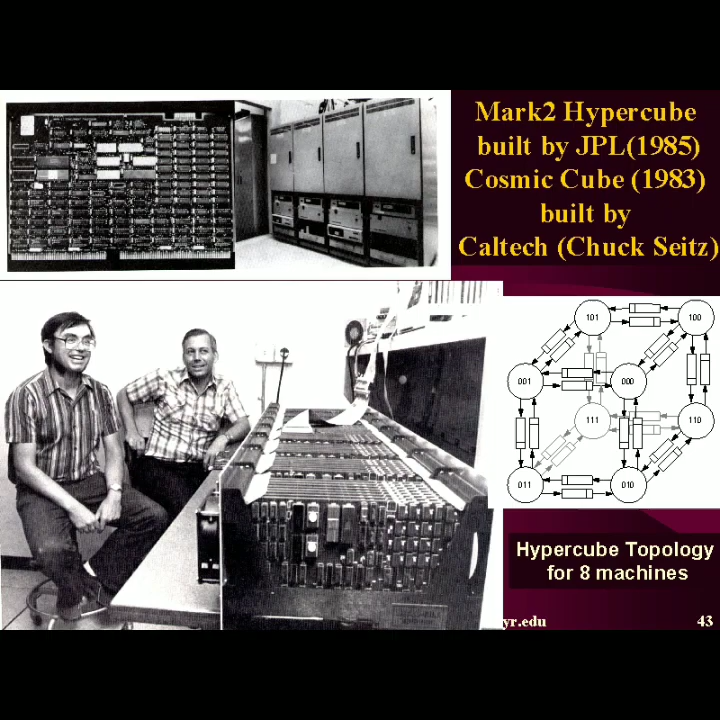 Mark2 Hypercube
built by JPL(1985)
Cosmic Cube (1983)
built by
Caltech (Chuck Seitz)
101
100
001
000
111
110
011
010
Hypercube Topology
for 8 machines
yr.edu
43